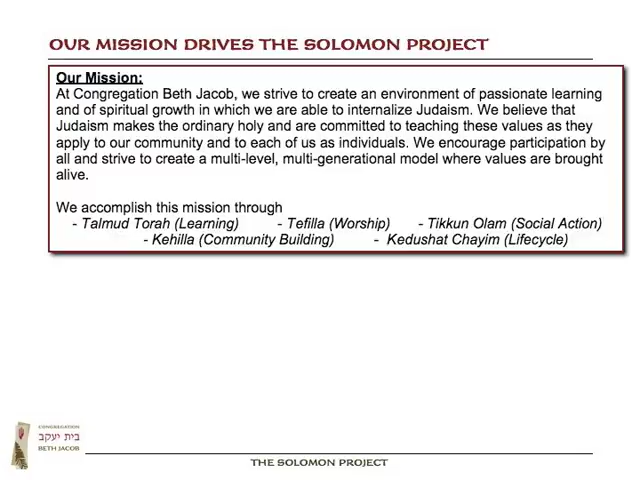 OUR MISSION DRIVES THE SOLOMON PROJECT
Our Mission:
At Congregation Beth Jacob, we strive to create an environment of passionate learning
and of spiritual growth in which we are able to internalize Judaism. We believe that
Judaism makes the ordinary holy and are committed to teaching these values as they
apply to our community and to each of us as individuals. We encourage participation by
all and strive to create a multi-level, multi-generational model where values are brought
alive.
We accomplish this mission through
- Talmud Torah (Learning) - Tefilla (Worship) - Tikkun Olam (Social Action)
- Kehilla (Community Building) - Kedushat Chayim (Lifecycle)
CONGREGATION
בית יעקב
BETH JACOB
THE SOLOMON PROJECT